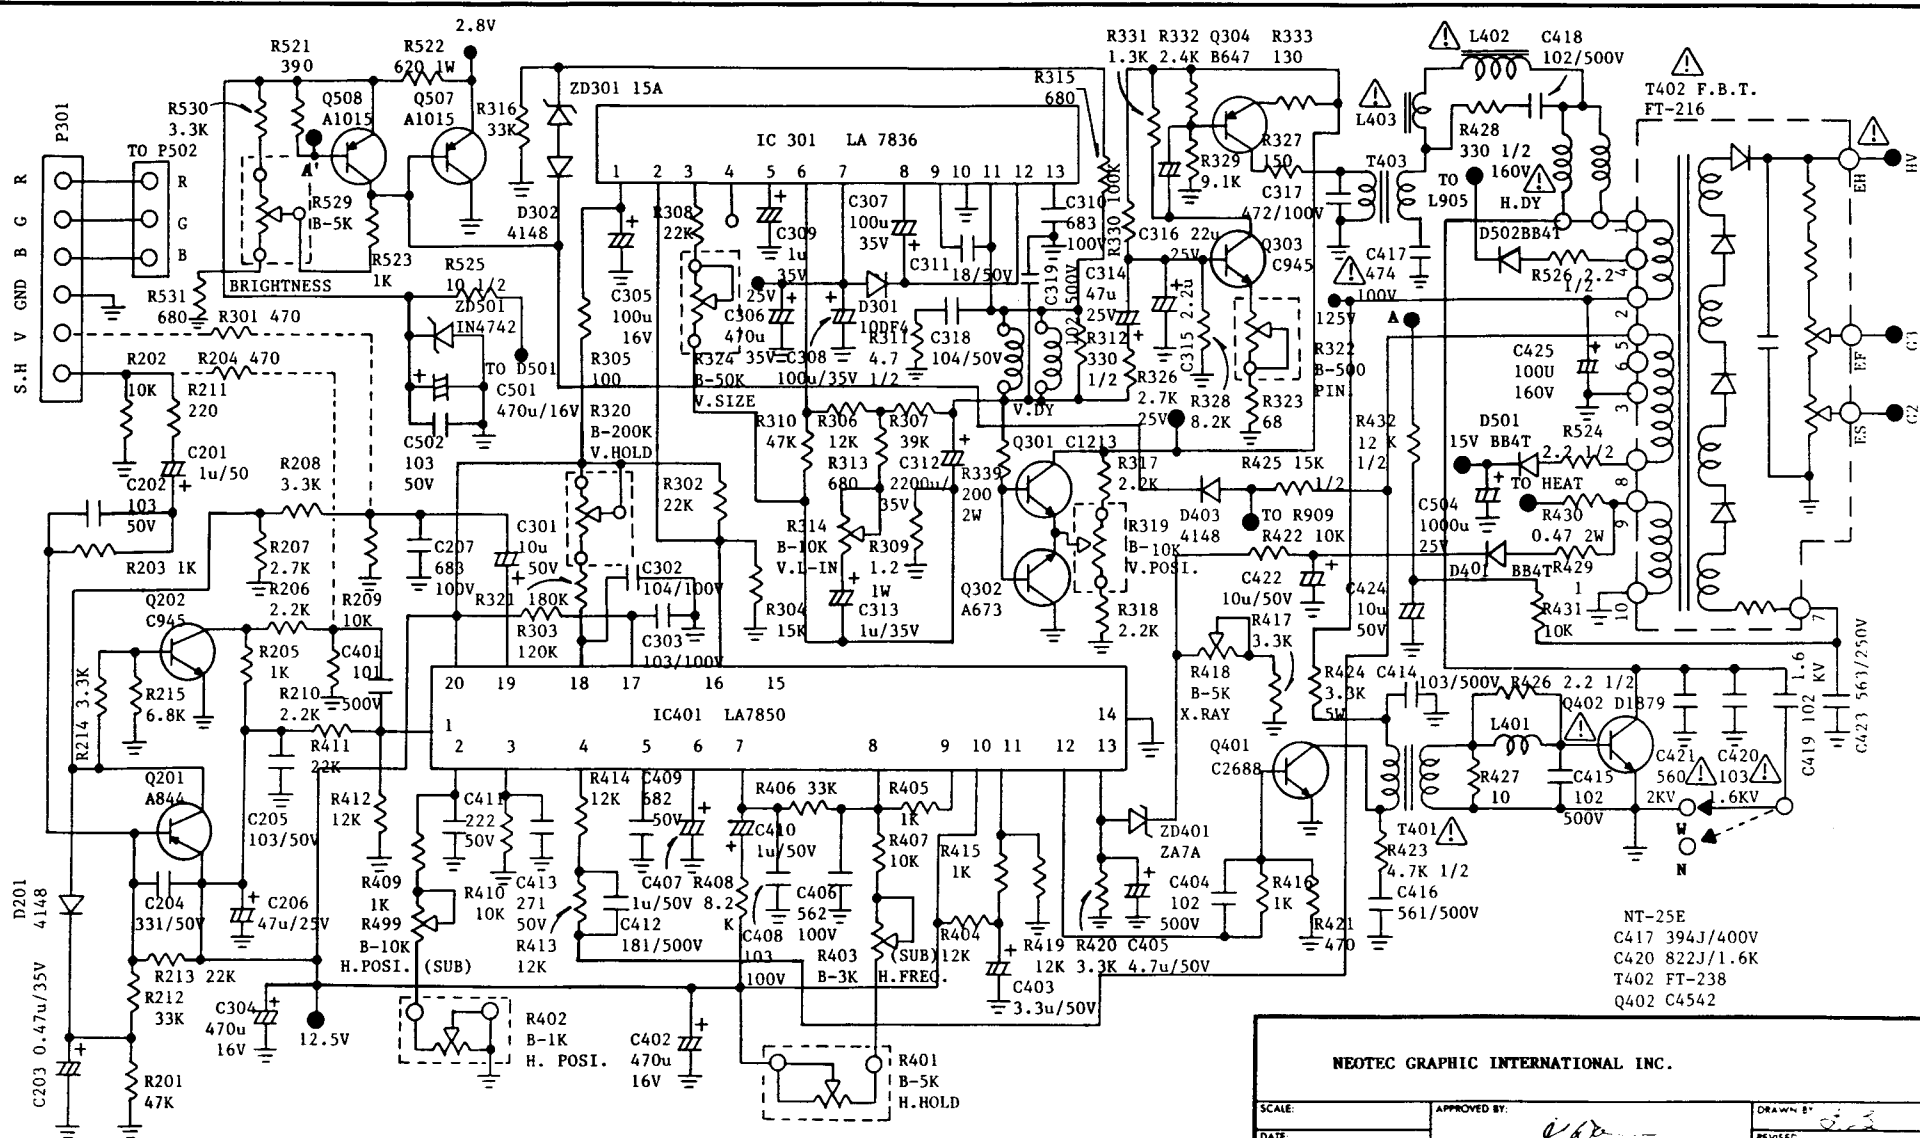 2.8V
R521
390
R522
620 1W
R530
3.3K
Q508
A1015
Q507
A1015
R316
33K
ZD301 15A
IC 301 LA 7836
1 2 3 4 5 6 7 8 9 10 11 12 13
R315
680
R331
1.3K
R332
2.4K
Q304
B647
R333
130
L402
C418
102/500V
T402 F.B.T.
FT-216
P301
TO P502
R
G
B
GND
V
S.H
R
G
B
A'
R529
B-5K
BRIGHTNESS
R531
680
R523
1K
R525
10 1/2
ZD501
IN4742
TO D501
C501
470u/16V
C502
103
50V
D302
4148
R308
22K
C309
1u
35V
C307
100u
35V
C310
683
100V
R330 100K
R329
9.1K
R327
150
C317
472/100V
T403
L403
R428
330 1/2
160V
TO
L905
H.DY
HV
EH
C316 22u
25V
Q303
C945
C417
474
100V
D502BB4T
R526 2.2
1/2
1
4
2
5
6
3
8
9
10
7
C305
100u
16V
25V
C306
470u
35V
C308
100u/35V
D301
10DF4
C311
18/50V
R311
4.7
1/2
C318
104/50V
C319
102 500V
C314
47u
25V
R312
330
1/2
C315 2.2u
R322
B-500
PIN
125V
A
C425
100U
160V
G3
EF
G2
ES
R301 470
R202
10K
R204 470
R211
220
R305
100
R324
B-50K
V.SIZE
V.DY
R326
2.7K
25V
R328
8.2K
R323
68
R432
12 K
1/2
D501
15V BB4T
R524
2.2 1/2
C201
1u/50
R320
B-200K
V.HOLD
R310
47K
R306
12K
R307
39K
R313
680
C312
2200u/
35V
R339
200
2W
Q301
C1213
R317
2.2K
R425 15K
1/2
TO HEAT
R430
0.47 2W
C504
1000u
25V
C202
103
50V
R208
3.3K
R302
22K
R314
B-10K
V.L-IN
R309
1.2
1W
R319
B-10K
V.POSI.
D403
4148
TO R909
R422 10K
D401
BB4T
R429
1
R203 1K
R207
2.7K
C207
683
100V
C301
10u
50V
C302
104/100V
Q302
A673
C422
10u/50V
C424
10u
50V
R431
10K
Q202
C945
R206
2.2K
R209
10K
R321
180K
R303
120K
C303
103/100V
R304
15K
C313
1u/35V
R318
2.2K
R417
3.3K
R205
1K
C401
101
500V
20 19 18 17 16 15
IC401 LA7850
1
14
2 3 4 5 6 7 8 9 10 11 12 13
R418
B-5K
X.RAY
R424
3.3K
5W
C414
103/500V
R426 2.2 1/2
Q402 D1879
L401
1.6
KV
C419 102
C423 563/250V
R214 3.3K
R215
6.8K
R210
2.2K
R411
22K
Q401
C2688
C421
560
2KV
C420
103
1.6KV
R427
10
C415
102
500V
T401
W
N
Q201
A844
C205
103/50V
R412
12K
C411
222
50V
R414
12K
C409
682
50V
R406 33K
R405
1K
C410
1u/50V
R407
10K
R415
1K
ZD401
ZA7A
R423
4.7K 1/2
C416
561/500V
D201
4148
C204
331/50V
C206
47u/25V
R409
1K
R499
B-10K
H.POSI. (SUB)
R410
10K
C413
271
50V
R413
12K
C407
1u/50V
C412
181/500V
R408
8.2
K
C408
103
100V
C406
562
100V
R403
B-3K
(SUB)
H.FREQ.
R404
12K
R419
12K
R420
3.3K
C405
4.7u/50V
C404
102
500V
R416
1K
R421
470
C403
3.3u/50V
R213 22K
R212
33K
C304
470u
16V
12.5V
C203 0.47u/35V
R201
47K
R402
B-1K
H. POSI.
C402
470u
16V
R401
B-5K
H.HOLD
NT-25E
C417 394J/400V
C420 822J/1.6K
T402 FT-238
Q402 C4542
NEOTEC GRAPHIC INTERNATIONAL INC.
SCALE:
APPROVED BY:
DRAWN BY
DATE:
REVISED